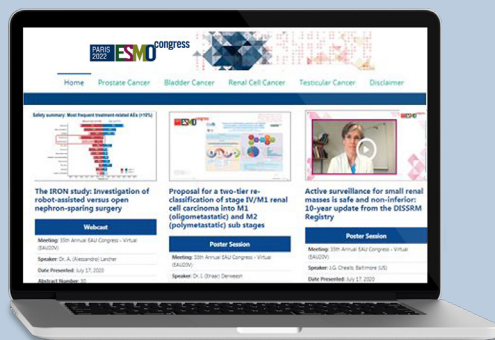 PARIS
2022
ESMO congress
Home Prostate Cancer Bladder Cancer Renal Cell Cancer Testicular Cancer Disclaimer
Safety summary: Most frequent treatment-related AEs (>10%)
The IRON study: Investigation of
robot-assisted versus open
nephron-sparing surgery
Webcast
Meeting: 35th Annual EAU Congress - Virtual
(EAU20V)
Speaker: Dr. A. (Alessandro) Larcher
Date Presented: July 17, 2020
Abstract Number: 10
Proposal for a two-tier re-
classification of stage IV/M1 renal
cell carcinoma into M1
(oligometastatic) and M2
(polymetastatic) sub stages
Poster Session
Meeting: 35th Annual EAU Congress - Virtual
(EAU20V)
Speaker: Dr. I. (Ithaar) Derweesh
Active surveillance for small renal
masses is safe and non-inferior:
10-year update from the DISSRM
Registry
Poster Session
Meeting: 35th Annual EAU Congress - Virtual
(EAU20V)
Speaker: J.G. Cheaib; Baltimore (US)
Date Presented: July 17, 2020